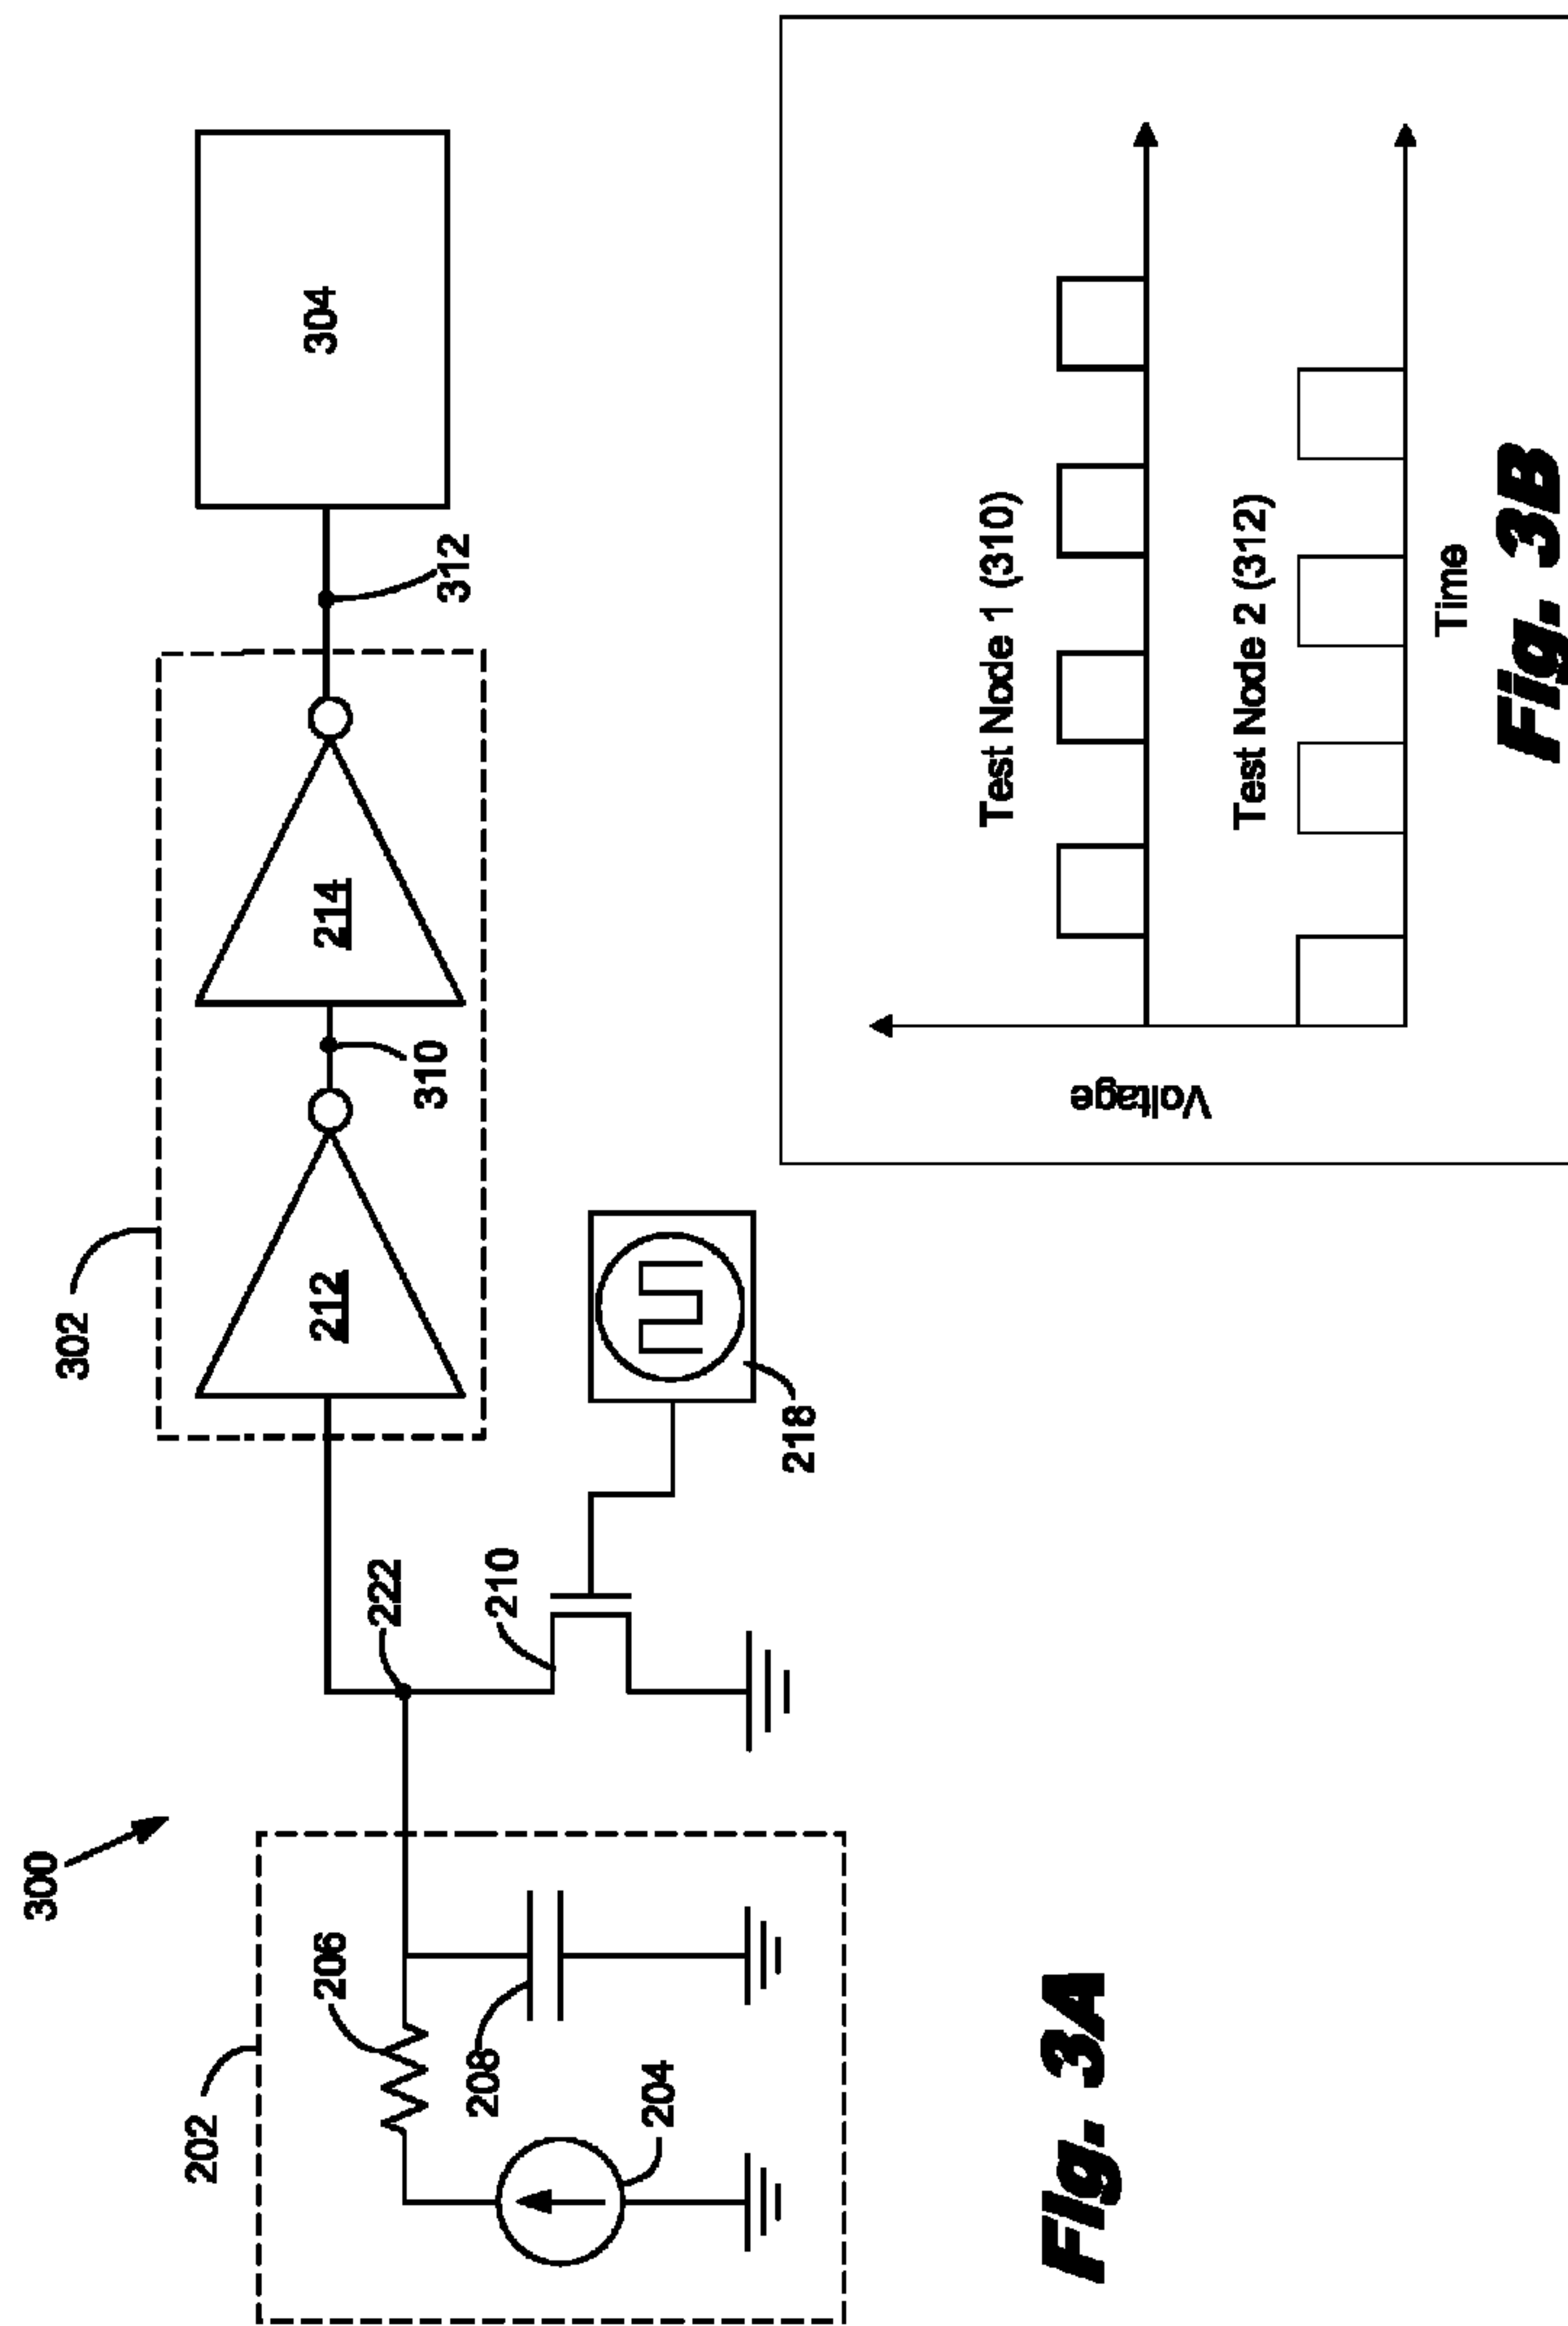 300
302
202
206
208
204
222
210
218
212
310
214
312
304
Fig. 3A
Voltage
Test Node 1 (310)
Test Node 2 (312)
Time
Fig. 3B